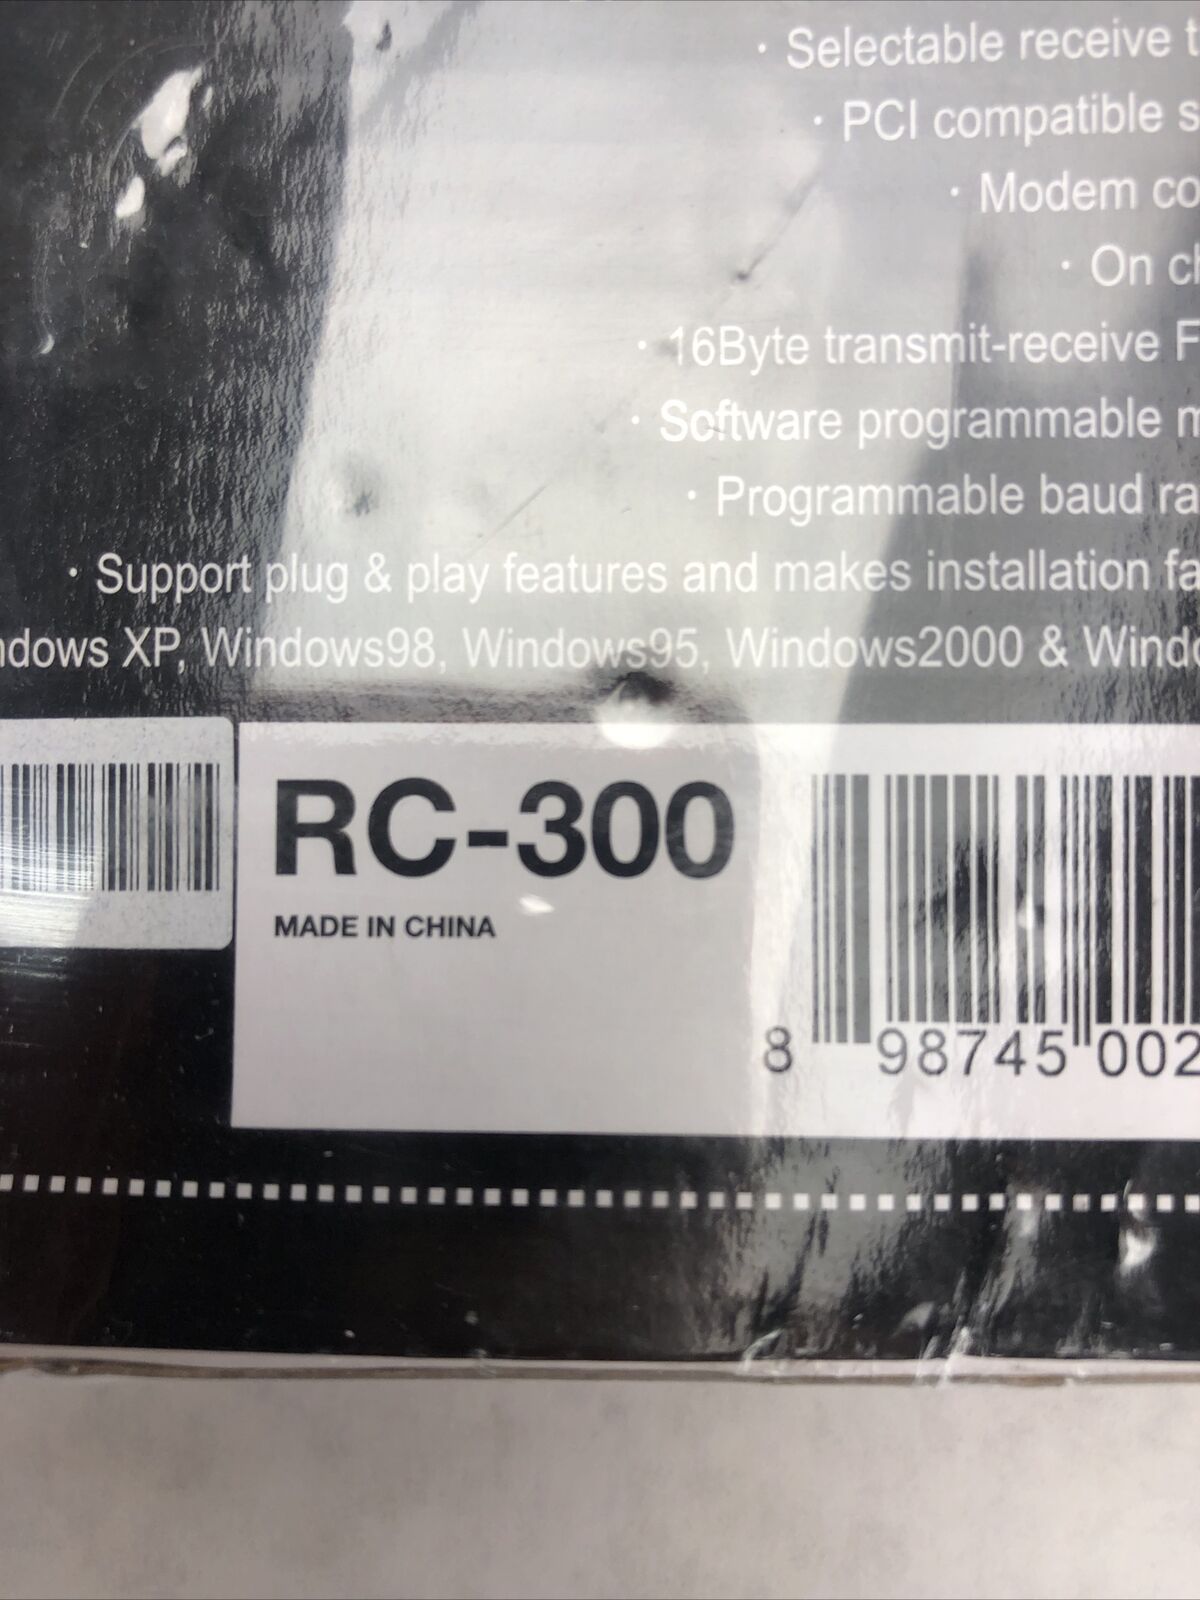 · Selectable receive t
· PCI compatible s
· Modem co
· On ch
· 16Byte transmit-receive F
· Software programmable m
· Programmable baud ra
· Support plug & play features and makes installation fa
ndows XP, Windows98, Windows95, Windows2000 & Windo
RC-300
MADE IN CHINA
8 98745 002